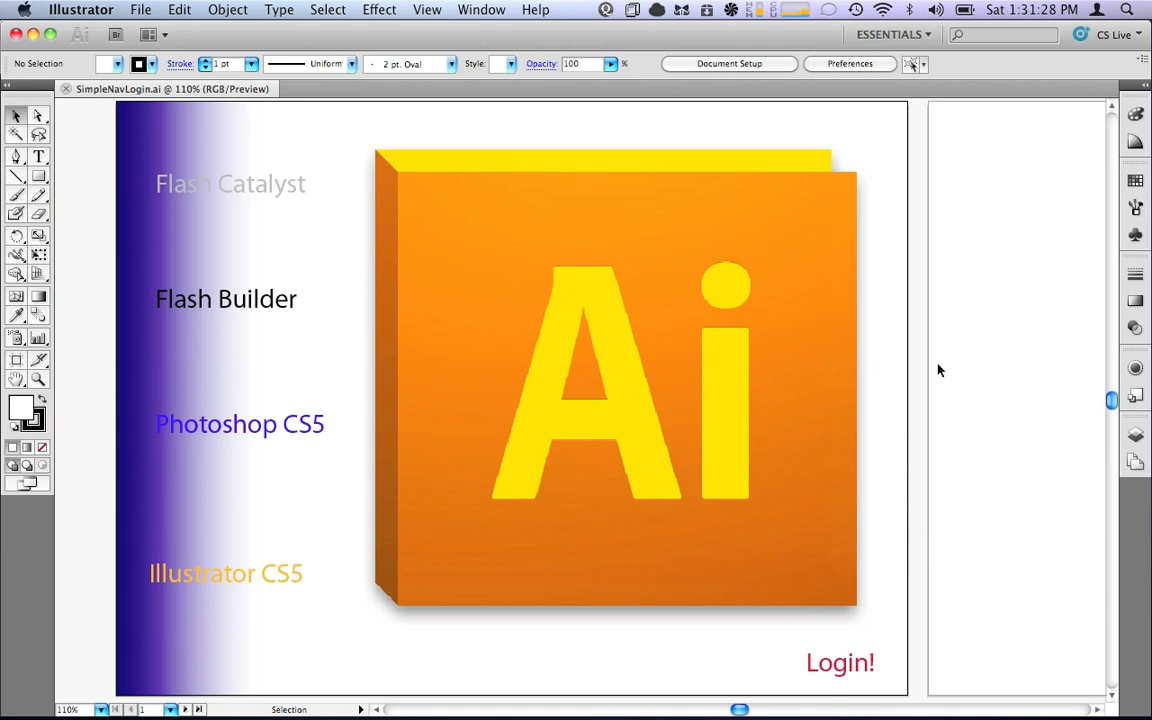 Illustrator File Edit Object Type Select Effect View Window Help Sat 1:31:28 PM
Ai Br ESSENTIALS CS Live
No Selection Stroke: 1 pt Uniform 2 pt. Oval Style: Opacity: 100 % Document Setup Preferences
SimpleNavLogin.ai @ 110% (RGB/Preview)
Flash Catalyst
Flash Builder
Photoshop CS5
Illustrator CS5
Ai
Login!
110% 1 Selection